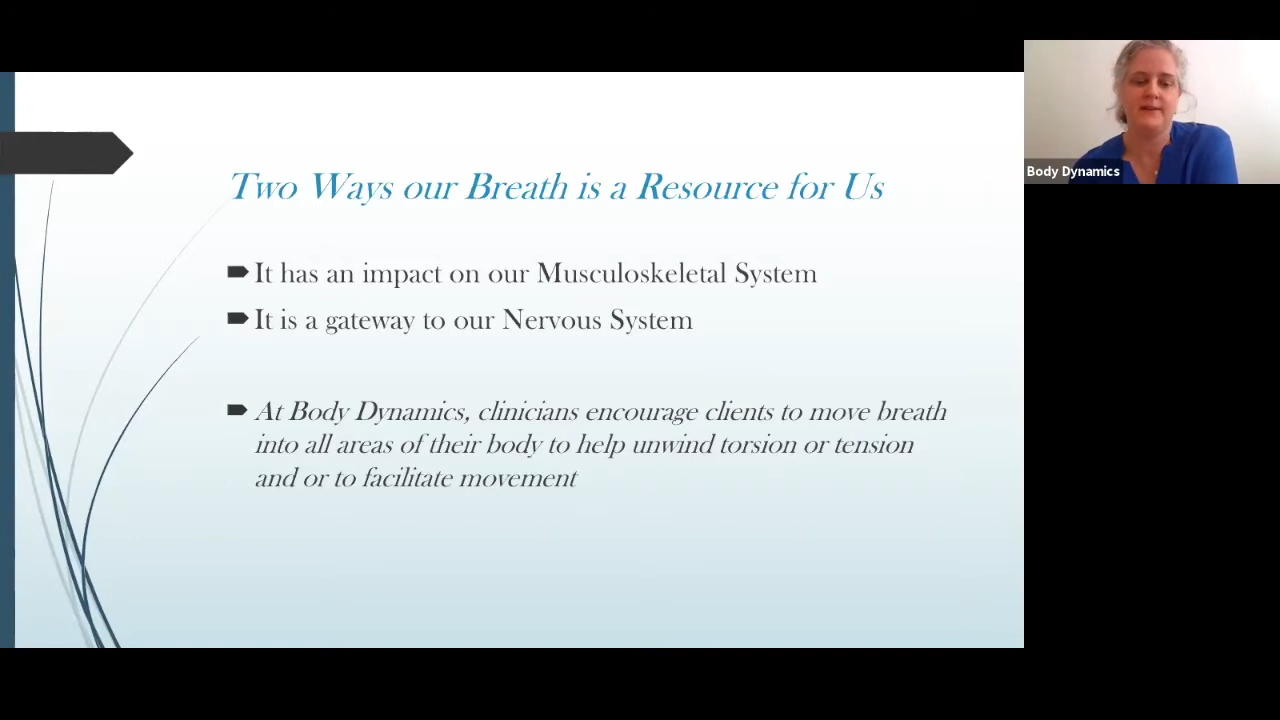 Two Ways our Breath is a Resource for Us
It has an impact on our Musculoskeletal System
It is a gateway to our Nervous System
At Body Dynamics, clinicians encourage clients to move breath
into all areas of their body to help unwind torsion or tension
and or to facilitate movement
Body Dynamics